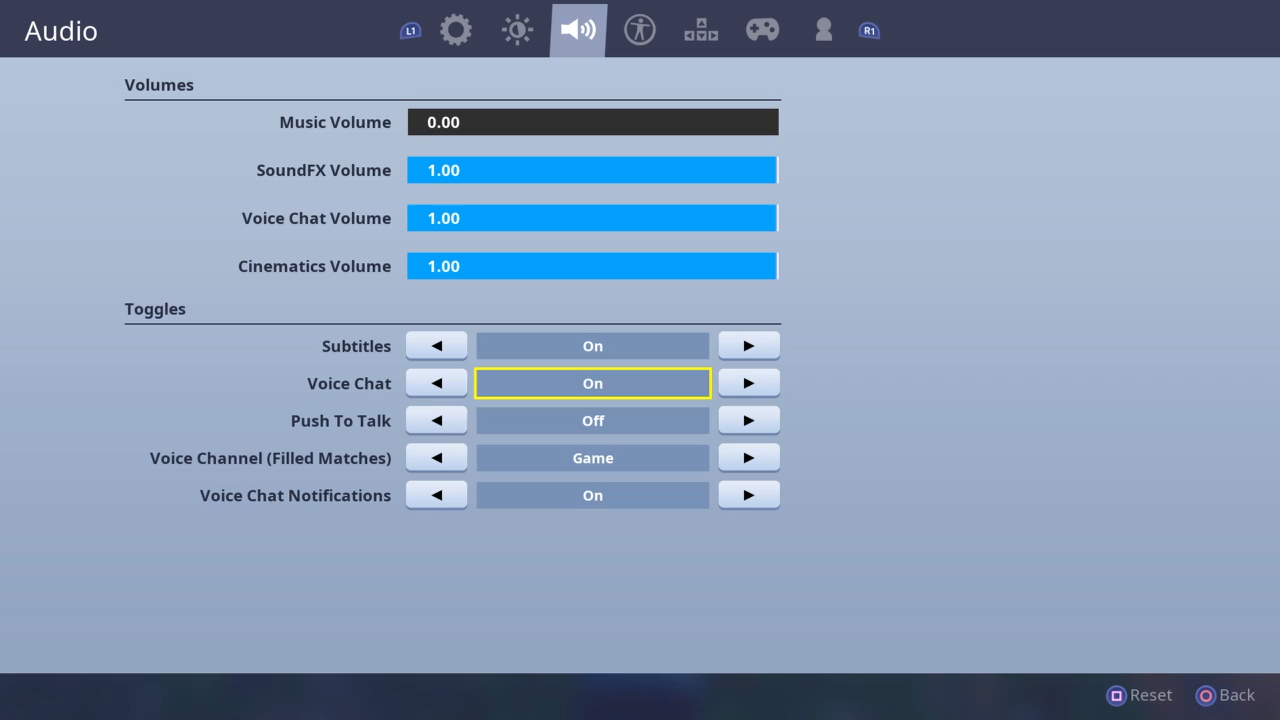 Audio
L1
R1
Volumes
Music Volume 0.00
SoundFX Volume 1.00
Voice Chat Volume 1.00
Cinematics Volume 1.00
Toggles
Subtitles On
Voice Chat On
Push To Talk Off
Voice Channel (Filled Matches) Game
Voice Chat Notifications On
Reset Back